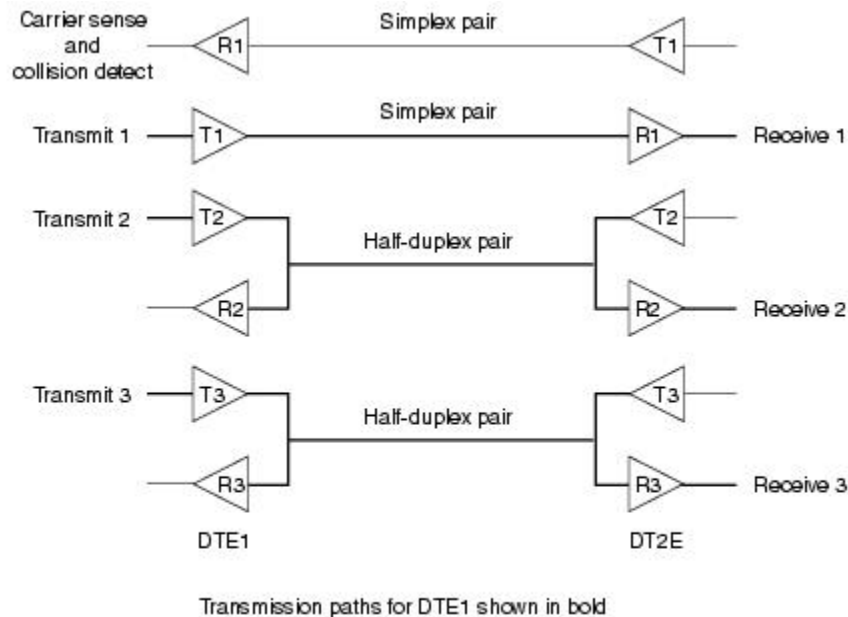 Carrier sense
and
collision detect
Simplex pair
R1
T1
Simplex pair
Transmit 1
T1
R1
Receive 1
Transmit 2
T2
T2
Half-duplex pair
R2
R2
Receive 2
Transmit 3
T3
T3
Half-duplex pair
R3
R3
Receive 3
DTE1
DT2E
Transmission paths for DTE1 shown in bold